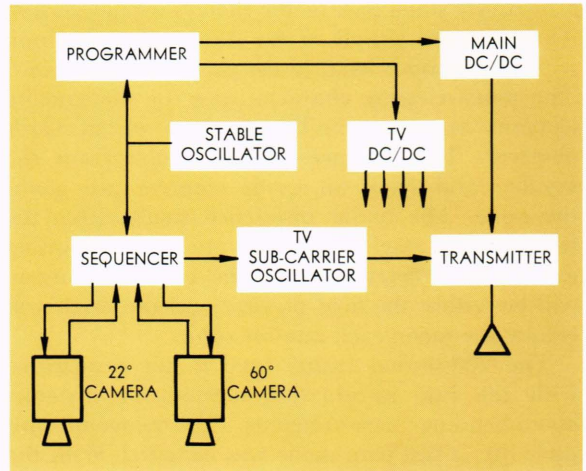 PROGRAMMER
MAIN
DC/DC
STABLE
OSCILLATOR
TV
DC/DC
SEQUENCER
TV
SUB-CARRIER
OSCILLATOR
TRANSMITTER
22°
CAMERA
60°
CAMERA